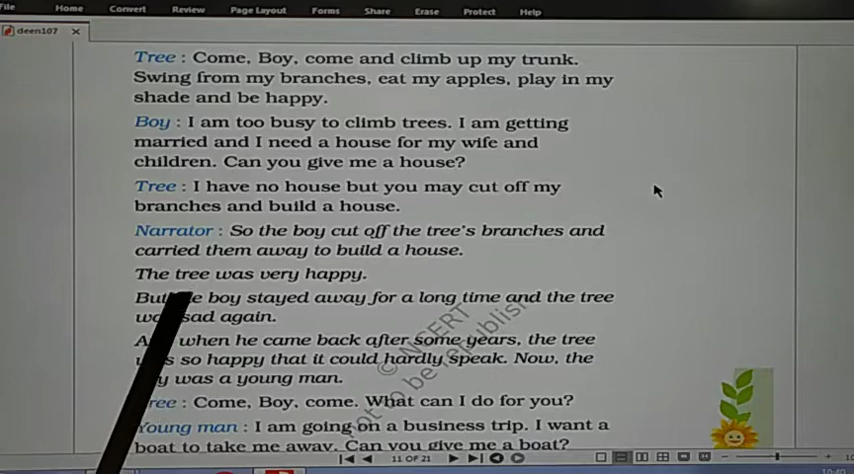 File Home Convert Review Page Layout Forms Share Erase Protect Help
deen107
Tree : Come, Boy, come and climb up my trunk.
Swing from my branches, eat my apples, play in my
shade and be happy.
Boy : I am too busy to climb trees. I am getting
married and I need a house for my wife and
children. Can you give me a house?
Tree : I have no house but you may cut off my
branches and build a house.
Narrator : So the boy cut off the tree's branches and
carried them away to build a house.
The tree was very happy.
boy stayed away for a long time and the tree
sad again.
when he came back after some years, the tree
so happy that it could hardly speak. Now, the
was a young man.
Come, Boy, come. What can I do for you?
Young man : I am going on a business trip. I want a
boat to take me away. Can you give me a boat?
not to be republished
11 OF 21